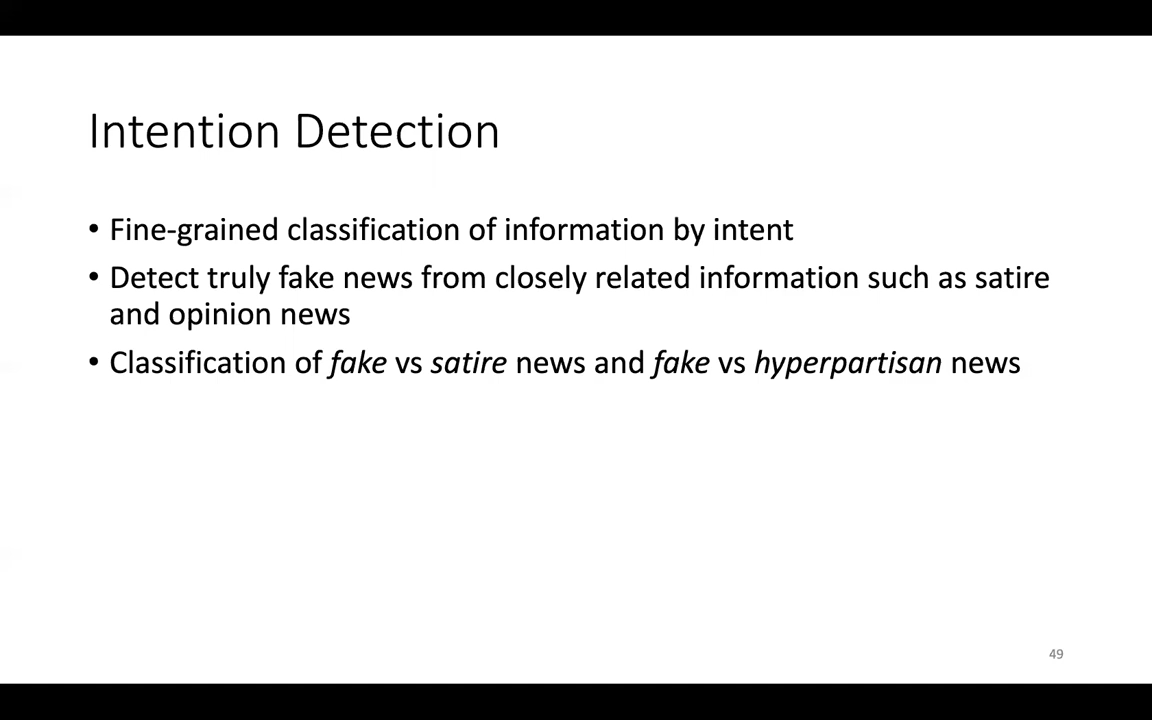 Intention Detection
• Fine-grained classification of information by intent
• Detect truly fake news from closely related information such as satire
and opinion news
• Classification of fake vs satire news and fake vs hyperpartisan news
49